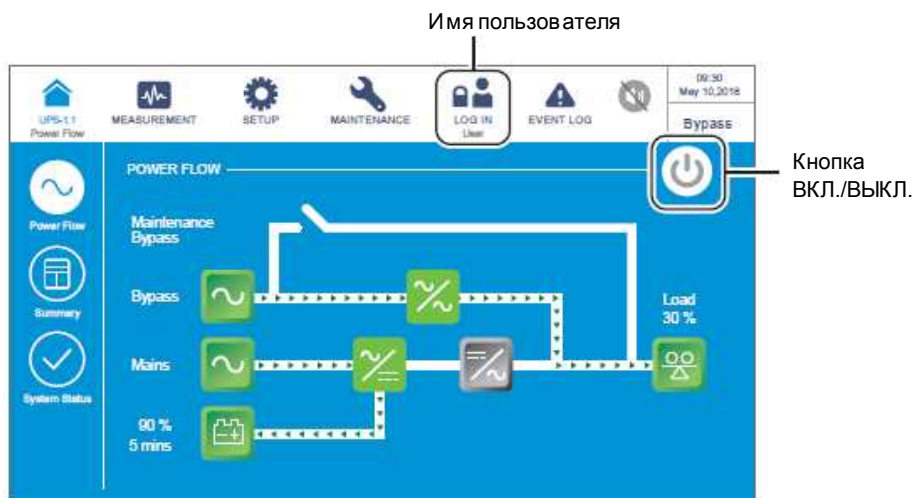 Имя пользователя
UPS-1.1
Power Flow
MEASUREMENT
SETUP
MAINTENANCE
LOG IN
User
EVENT LOG
09:30
May 10,2018
Bypass
POWER FLOW
Кнопка
ВКЛ./ВЫКЛ.
Power Flow
Maintenance
Bypass
Summary
Bypass
Load
30 %
System Status
Mains
90 %
5 mins